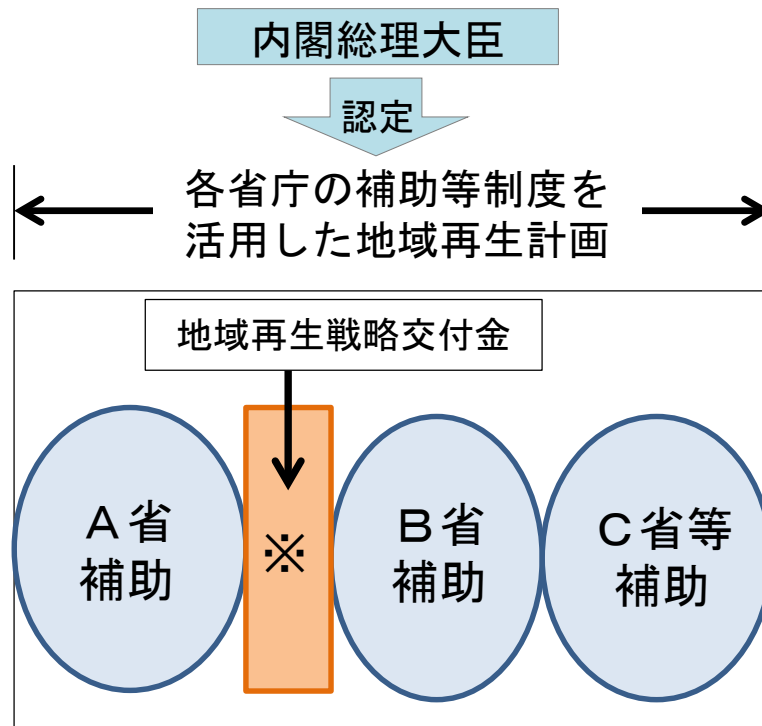 内閣総理大臣
認定
各省庁の補助等制度を
活用した地域再生計画
地域再生戦略交付金
Ａ省
補助
※
Ｂ省
補助
Ｃ省等
補助